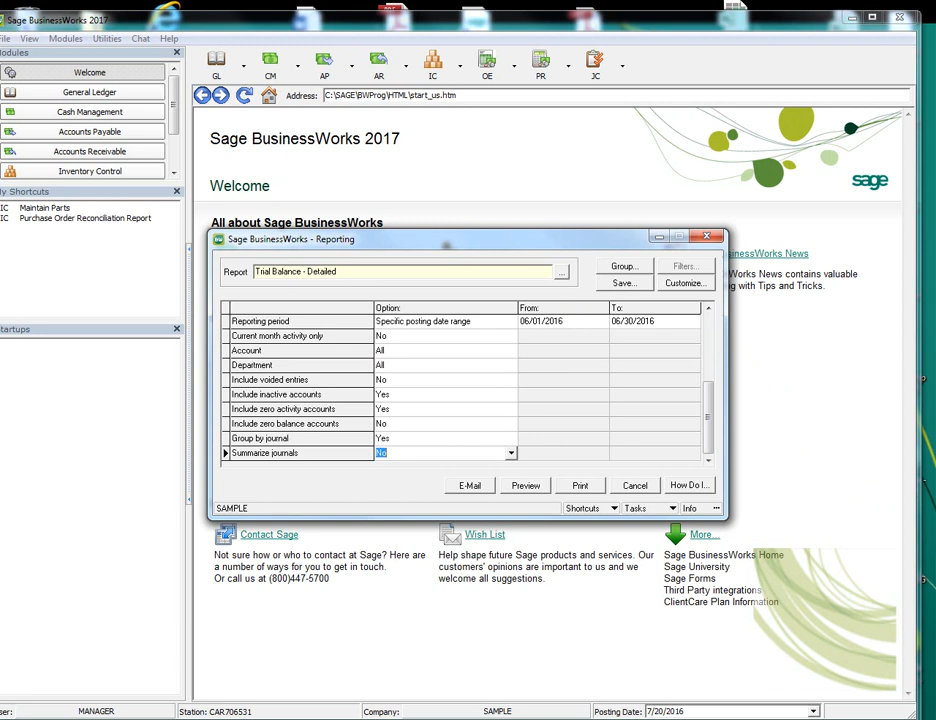 Sage BusinessWorks 2017
File View Modules Utilities Chat Help
Modules
Welcome
General Ledger
Cash Management
Accounts Payable
Accounts Receivable
Inventory Control
My Shortcuts
IC Maintain Parts
IC Purchase Order Reconciliation Report
Startups
GL CM AP AR IC OE PR JC
Address: C:\SAGE\BWProg\HTML\start_us.htm
Sage BusinessWorks 2017
sage
Welcome
All about Sage BusinessWorks
sinessWorks News
Works News contains valuable
g with Tips and Tricks.
Sage BusinessWorks - Reporting
Report Trial Balance - Detailed ...
Group... Filters...
Save... Customize...
Option: From: To:
Reporting period Specific posting date range 06/01/2016 06/30/2016
Current month activity only No
Account All
Department All
Include voided entries No
Include inactive accounts Yes
Include zero activity accounts Yes
Include zero balance accounts No
Group by journal Yes
Summarize journals No
E-Mail Preview Print Cancel How Do I...
SAMPLE Shortcuts Tasks Info
Contact Sage
Not sure how or who to contact at Sage? Here are
a number of ways for you to get in touch.
Or call us at (800)447-5700
Wish List
Help shape future Sage products and services. Our
customers' opinions are important to us and we
welcome all suggestions.
More...
Sage BusinessWorks Home
Sage University
Sage Forms
Third Party integrations
ClientCare Plan Information
ser: MANAGER Station: CAR706531 Company: SAMPLE Posting Date: 7/20/2016